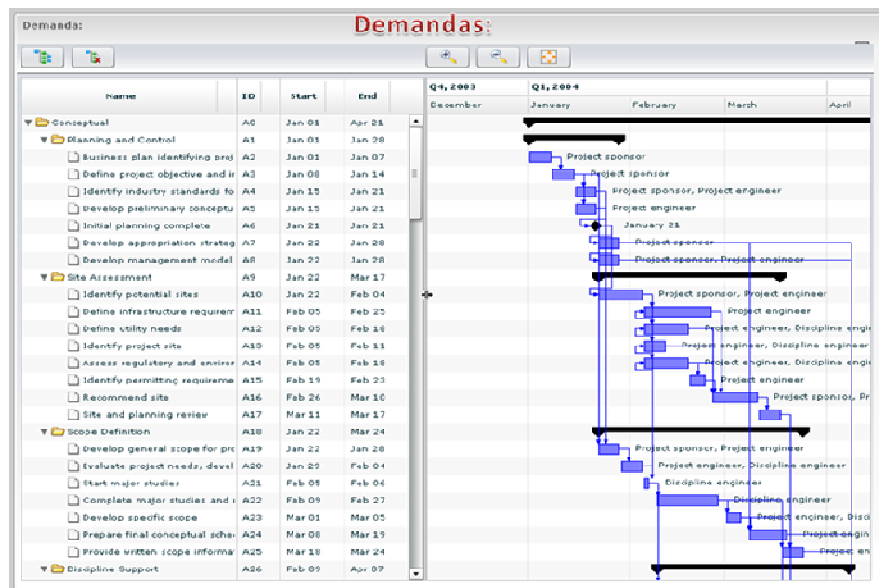 Demanda:
Demandas:
Name ID Start End
Q4, 2003 Q1, 2004
December January February March April
Conceptual A0 Jan 01 Apr 21
Planning and Control A1 Jan 01 Jan 28
Business plan identifying proj A2 Jan 01 Jan 07 Project sponsor
Define project objective and ir A3 Jan 08 Jan 14 Project sponsor
Identify industry standards fo A4 Jan 15 Jan 21 Project sponsor, Project engineer
Develop preliminary conceptu A5 Jan 15 Jan 21 Project engineer
Initial planning complete A6 Jan 21 Jan 21 January 21
Develop appropriation strateg A7 Jan 22 Jan 28 Project sponsor
Develop management model A8 Jan 22 Jan 28 Project sponsor, Project engineer
Site Assessment A9 Jan 22 Mar 17
Identify potential sites A10 Jan 22 Feb 04 Project sponsor, Project engineer
Define infrastructure requirem A11 Feb 05 Feb 25 Project engineer
Define utility needs A12 Feb 05 Feb 18 Project engineer, Discipline engi
Identify project site A13 Feb 05 Feb 11 Project engineer, Discipline engine
Assess regulatory and enviror A14 Feb 05 Feb 18 Project engineer, Discipline engi
Identify permitting requireme A15 Feb 19 Feb 23 Project engineer
Recommend site A16 Feb 26 Mar 10 Project sponsor, Pr
Site and planning review A17 Mar 11 Mar 17
Scope Definition A18 Jan 22 Mar 24
Develop general scope for prc A19 Jan 22 Jan 28 Project sponsor, Project engineer
Evaluate project needs, devel A20 Jan 29 Feb 04 Project engineer, Discipline engineer
Start major studies A21 Feb 05 Feb 06 Discipline engineer
Complete major studies and i A22 Feb 09 Feb 27 Discipline engineer
Develop specific scope A23 Mar 01 Mar 05 Project engineer, Disci
Prepare final conceptual sche A24 Mar 08 Mar 19 Project engin
Provide written scope informa A25 Mar 18 Mar 24 Project en
Discipline Support A26 Feb 09 Apr 07